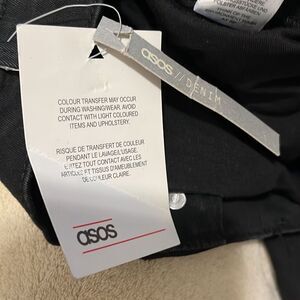 asos // DENIM
COLOUR TRANSFER MAY OCCUR
DURING WASHING/WEAR. AVOID
CONTACT WITH LIGHT COLOURED
ITEMS AND UPHOLSTERY.
RISQUE DE TRANSFERT DE COULEUR
PENDANT LE LAVAGE/L'USAGE.
ÉVITEZ TOUT CONTACT AVEC LES
ARTICLES ET TISSUS D'AMEUBLEMENT
DE COULEUR CLAIRE.
asos